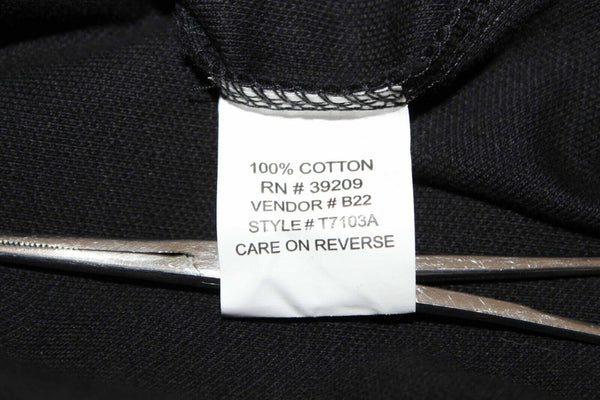 100% COTTON
RN # 39209
VENDOR # B22
STYLE# T7103A
CARE ON REVERSE